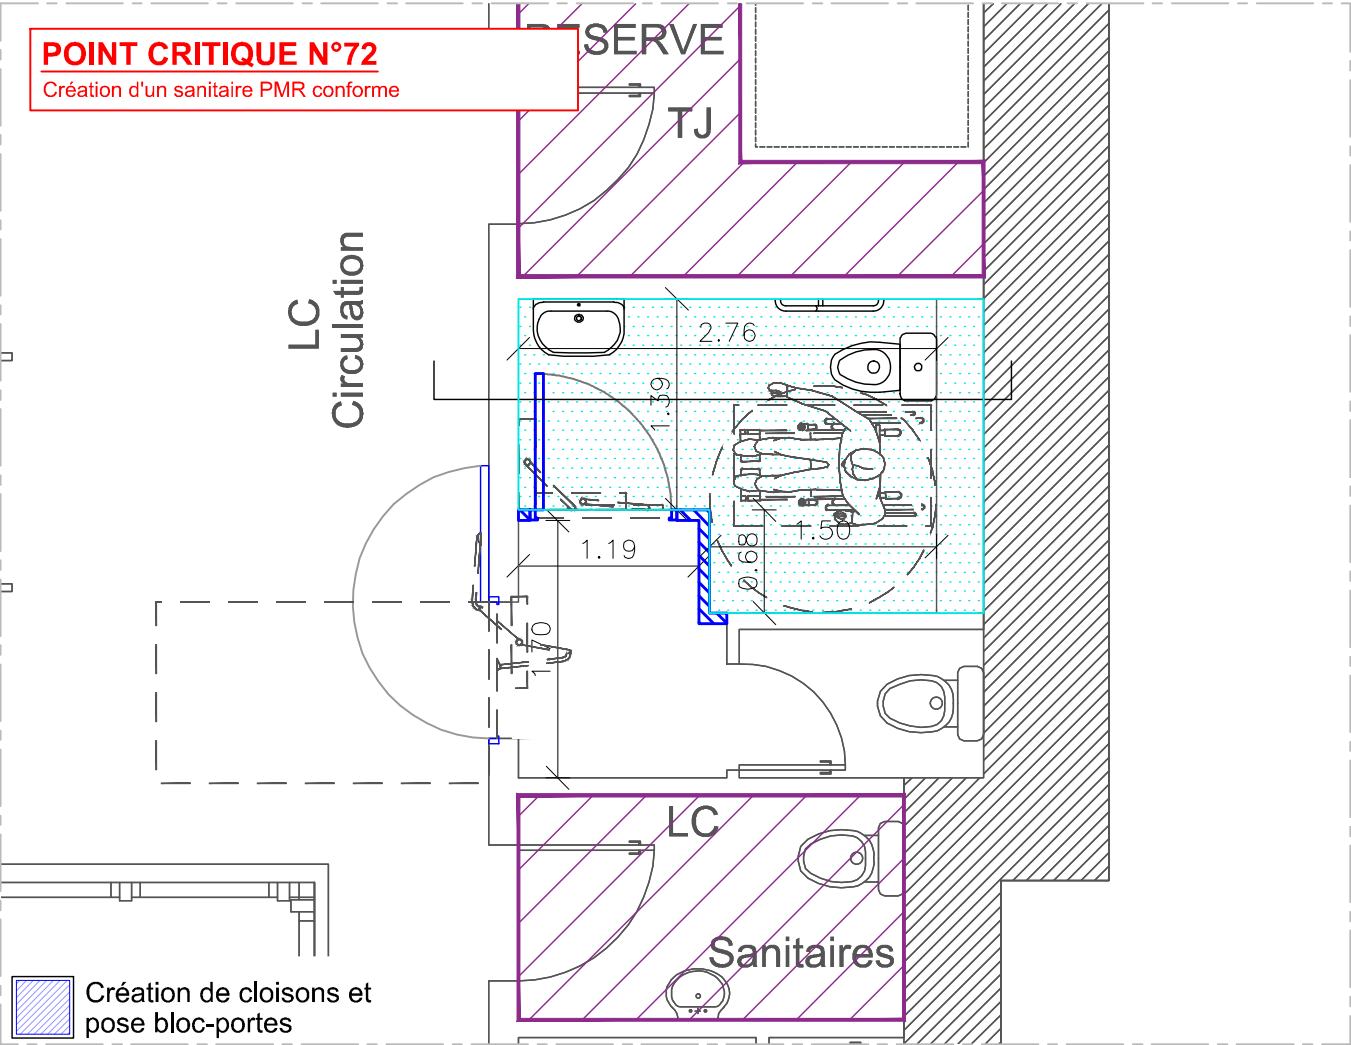 POINT CRITIQUE N°72
Création d'un sanitaire PMR conforme
SERVE
TJ
LC
Circulation
2.76
1.39
1.50
1.19
0.68
70
LC
Sanitaires
Création de cloisons et
pose bloc-portes